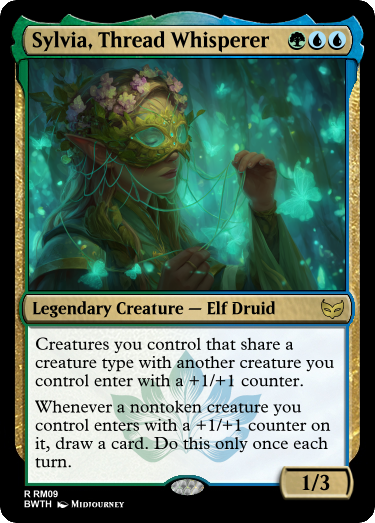 Sylvia, Thread Whisperer
Legendary Creature — Elf Druid
Creatures you control that share a
creature type with another creature you
control enter with a +1/+1 counter.
Whenever a nontoken creature you
control enters with a +1/+1 counter on
it, draw a card. Do this only once each
turn.
1/3
R RM09
BWTH Midjourney